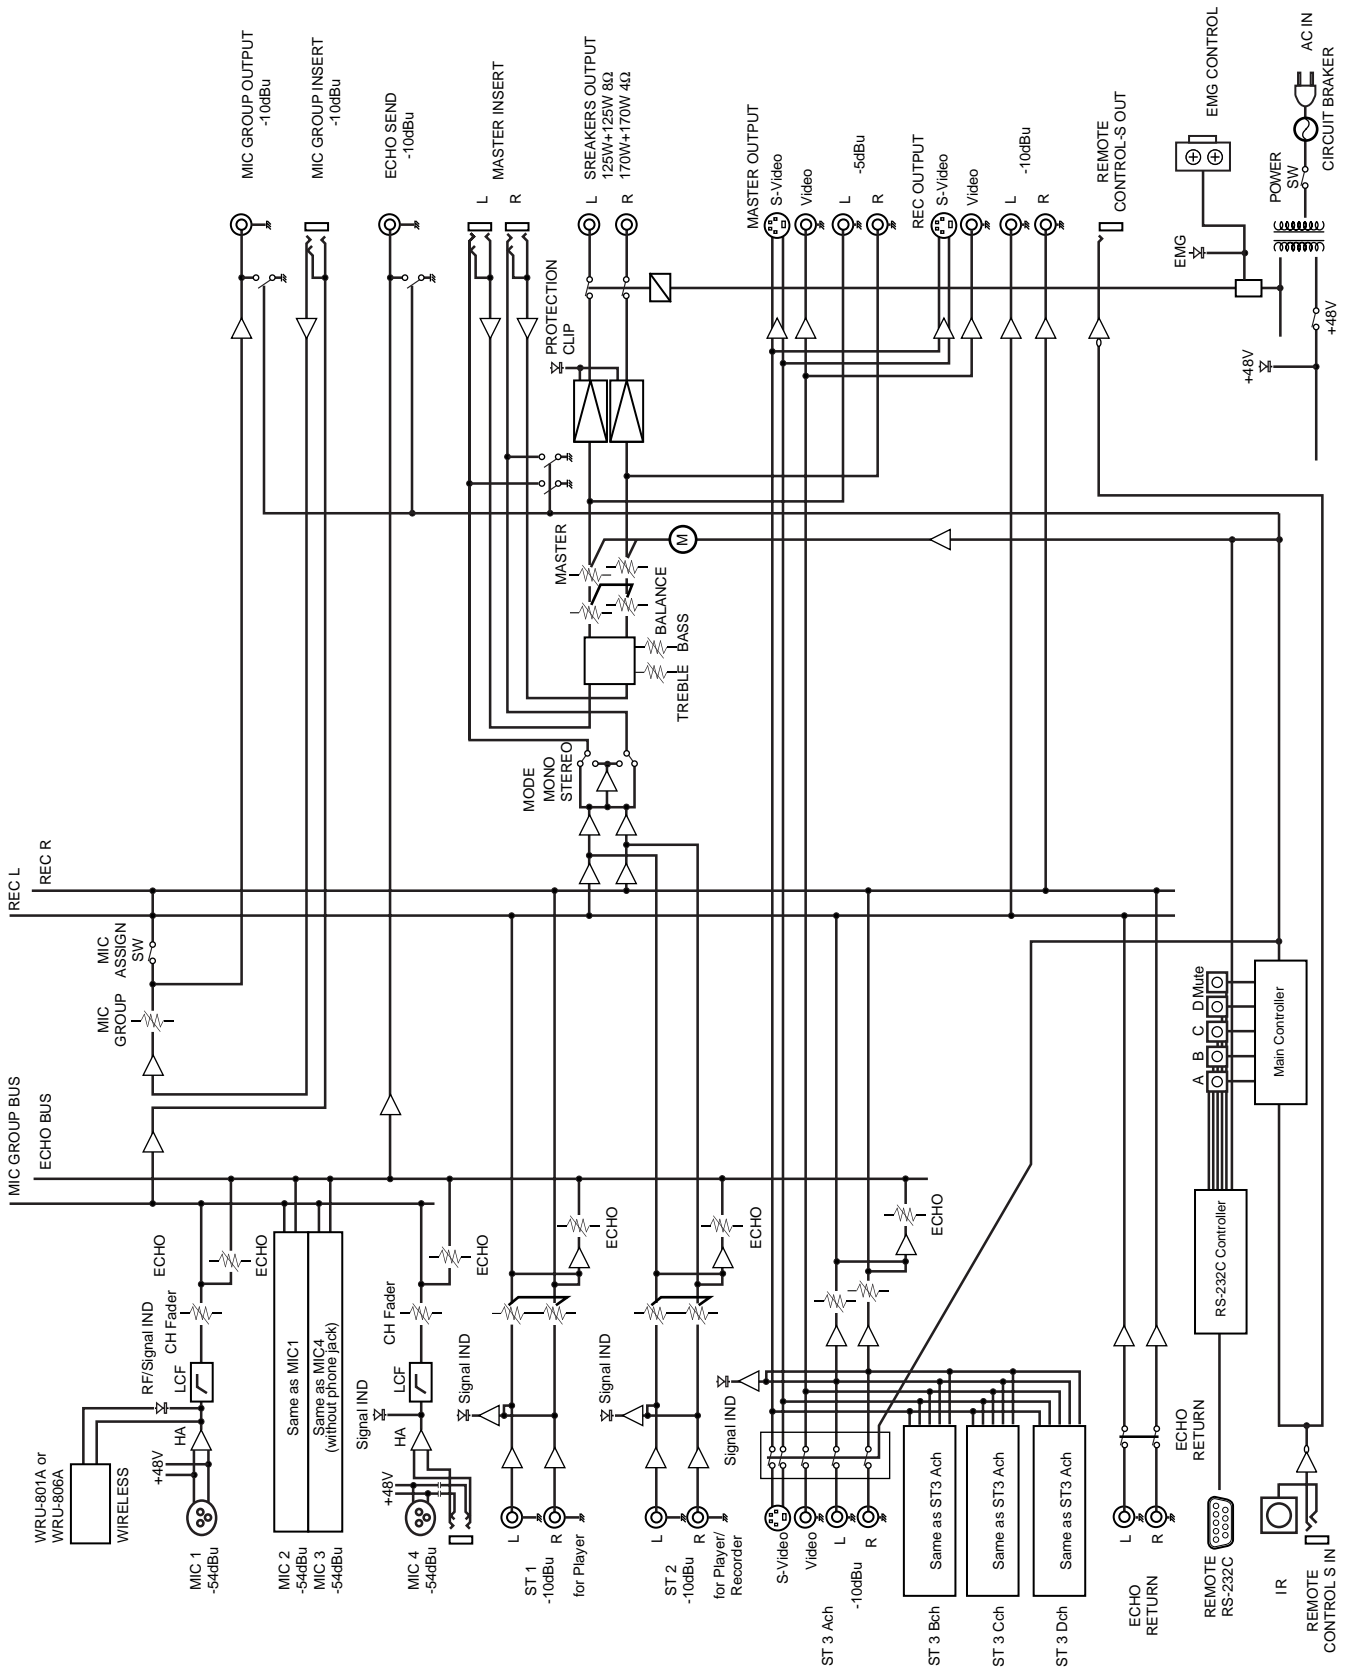 WRU-801A or
WRU-806A
WIRELESS
MIC 1
-54dBu
+48V
HA
RF/Signal IND
LCF
CH Fader
ECHO
ECHO
MIC GROUP BUS
ECHO BUS
MIC
GROUP
MIC
ASSIGN
SW
REC L
REC R
MIC GROUP OUTPUT
-10dBu
MIC GROUP INSERT
-10dBu
MIC 2
-54dBu
MIC 3
-54dBu
Same as MIC1
Same as MIC4
(without phone jack)
ECHO SEND
-10dBu
MIC 4
-54dBu
+48V
HA
Signal IND
LCF
CH Fader
ECHO
MASTER INSERT
L
R
ST 1
-10dBu
for Player
L
R
Signal IND
ECHO
MODE
MONO
STEREO
TREBLE
BASS
BALANCE
MASTER
M
PROTECTION
CLIP
SREAKERS OUTPUT
125W+125W 8Ω
170W+170W 4Ω
L
R
ST 2
-10dBu
for Player/
Recorder
L
R
Signal IND
ECHO
MASTER OUTPUT
S-Video
Video
L
-5dBu
R
ST 3 Ach
-10dBu
S-Video
Video
L
R
Signal IND
ECHO
REC OUTPUT
S-Video
Video
L
-10dBu
R
ST 3 Bch
Same as ST3 Ach
ST 3 Cch
Same as ST3 Ach
ST 3 Dch
Same as ST3 Ach
ECHO
RETURN
L
R
ECHO
RETURN
REMOTE
CONTROL-S OUT
REMOTE
RS-232C
RS-232C Controller
A
B
C
D
Mute
Main Controller
IR
REMOTE
CONTROL S IN
EMG
EMG CONTROL
+48V
+48V
POWER
SW
AC IN
CIRCUIT BRAKER